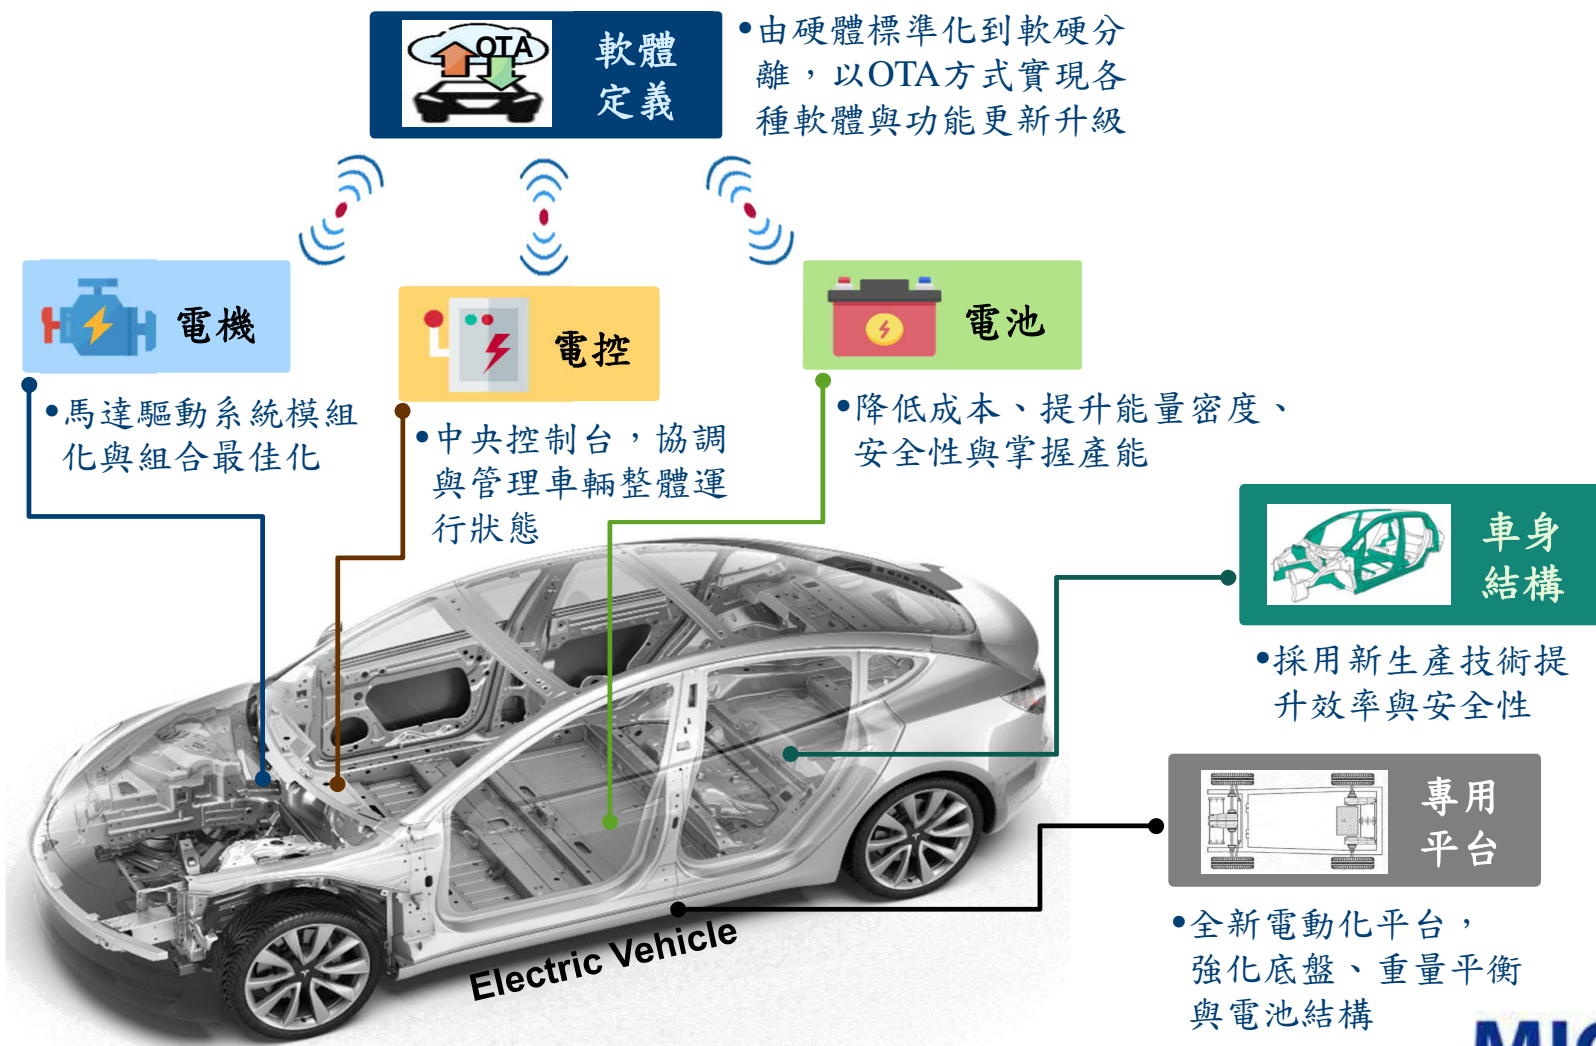 OTA
軟體
定義
•由硬體標準化到軟硬分
離，以OTA方式實現各
種軟體與功能更新升級
電機
電控
電池
•馬達驅動系統模組
化與組合最佳化
•中央控制台，協調
與管理車輛整體運
行狀態
•降低成本、提升能量密度、
安全性與掌握產能
車身
結構
•採用新生產技術提
升效率與安全性
專用
平台
•全新電動化平台，
強化底盤、重量平衡
與電池結構
Electric Vehicle